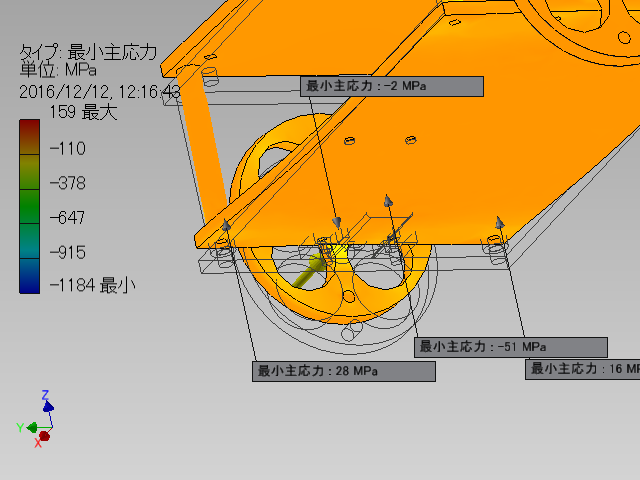 タイプ: 最小主応力
単位: MPa
2016/12/12, 12:16:43
159 最大
-110
-378
-647
-915
-1184 最小
最小主応力 : -2 MPa
最小主応力 : -51 MPa
最小主応力 : 28 MPa
最小主応力 : 16 MP
Z
Y
X